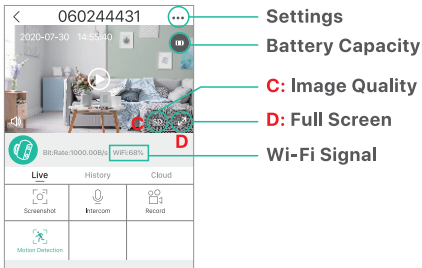 060244431
Settings
2020-07-30 14:55:40
Battery Capacity
C: Image Quality
C
SD
D: Full Screen
D
Bit:Rate:1000.00B/s
WiFi:68%
Wi-Fi Signal
Live
History
Cloud
Screenshot
Intercom
Record
Motion Detection